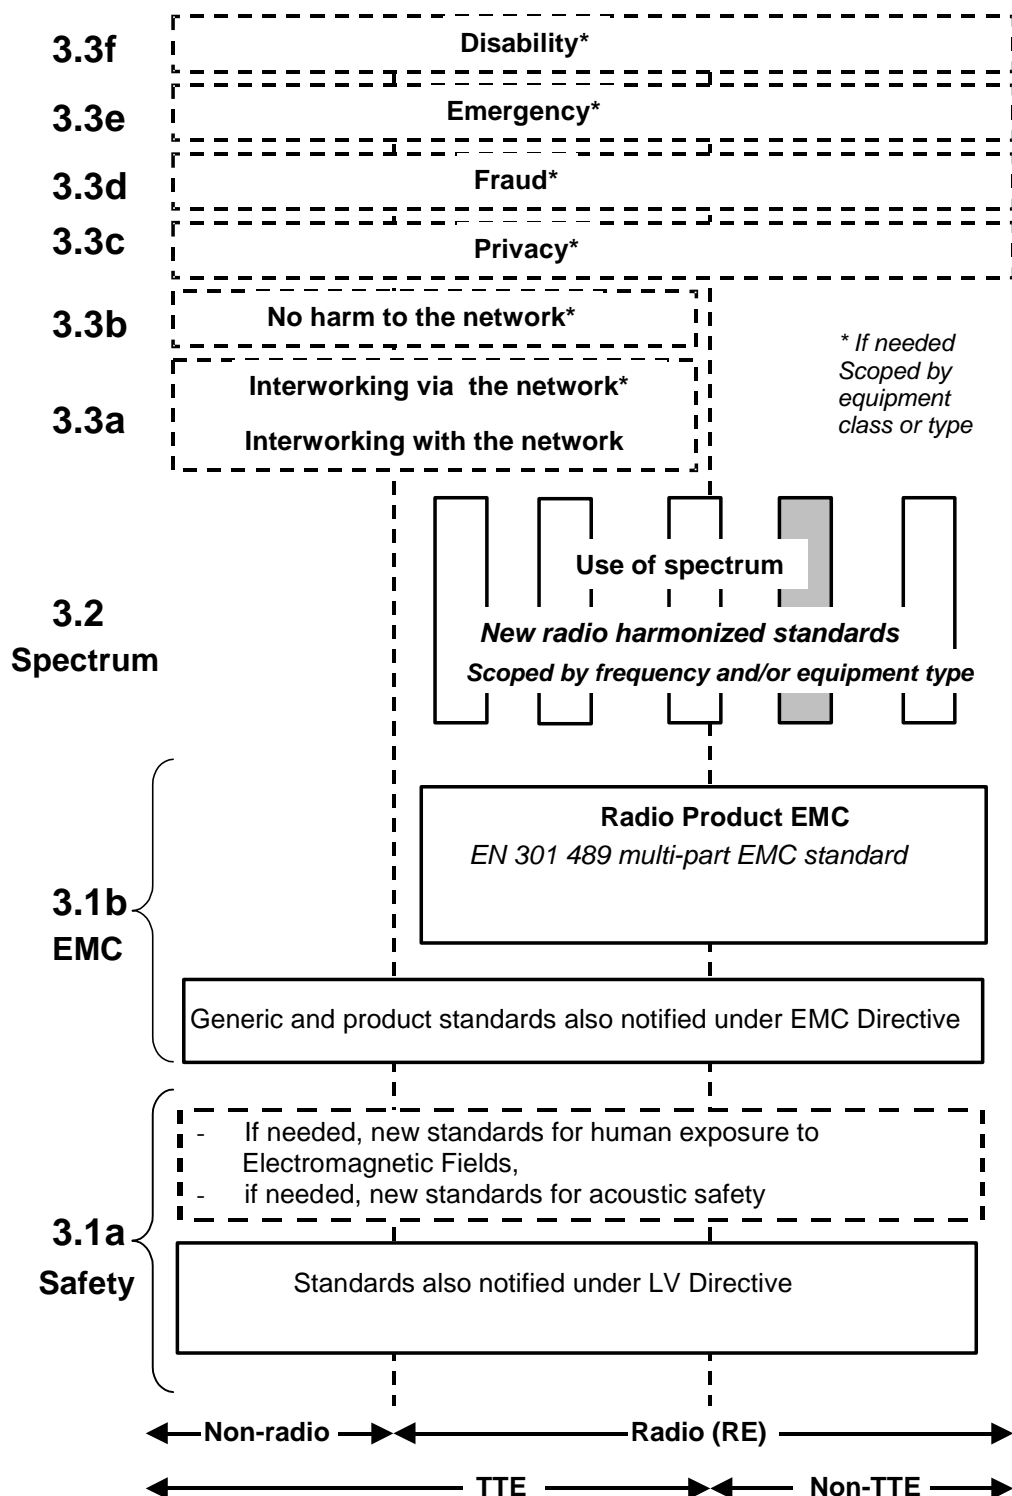 3.3f
Disability*
3.3e
Emergency*
3.3d
Fraud*
3.3c
Privacy*
3.3b
No harm to the network*
* If needed
Scoped by
equipment
class or type
3.3a
Interworking via the network*
Interworking with the network
3.2
Spectrum
Use of spectrum
New radio harmonized standards
Scoped by frequency and/or equipment type
3.1b
EMC
Radio Product EMC
EN 301 489 multi-part EMC standard
Generic and product standards also notified under EMC Directive
3.1a
Safety
- If needed, new standards for human exposure to
Electromagnetic Fields,
- if needed, new standards for acoustic safety
Standards also notified under LV Directive
Non-radio
Radio (RE)
TTE
Non-TTE